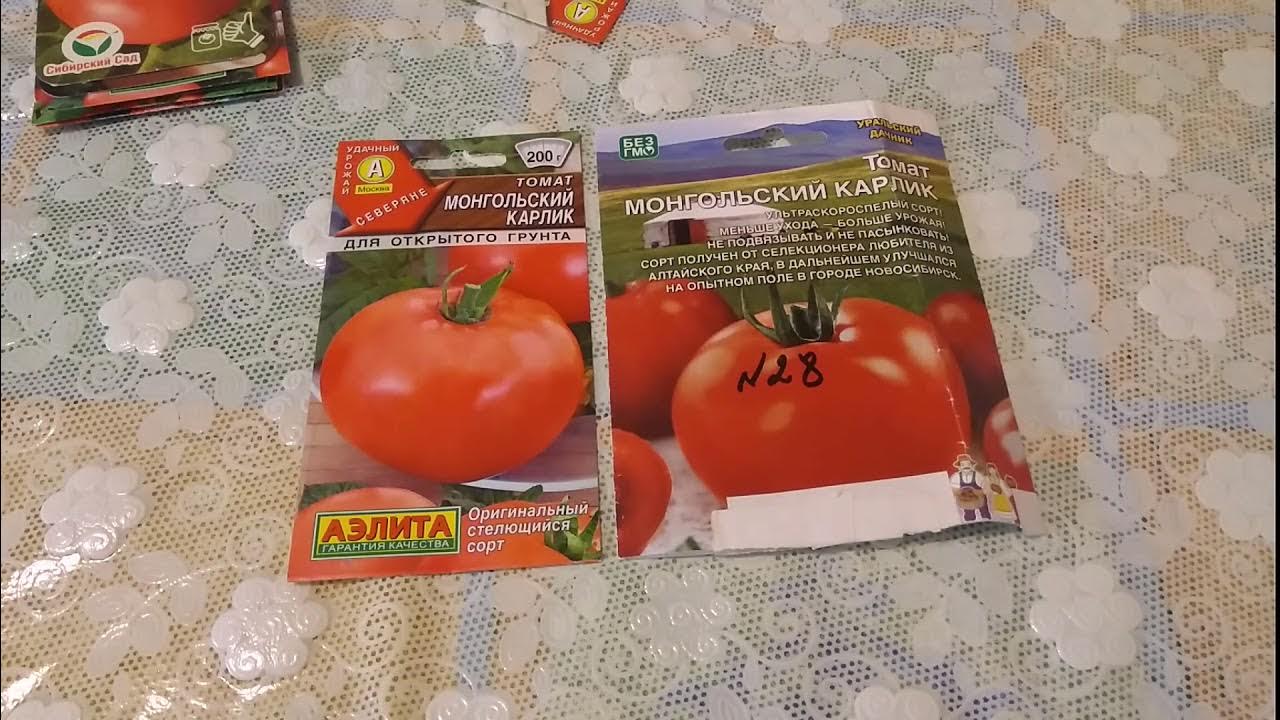 Сибирский Сад
УДАЧНЫЙ
УДАЧНЫЙ
УРОЖАЙ
А
Москва
СЕВЕРЯНЕ
200 г
ТОМАТ
МОНГОЛЬСКИЙ
КАРЛИК
ДЛЯ ОТКРЫТОГО ГРУНТА
АЭЛИТА
ГАРАНТИЯ КАЧЕСТВА
Оригинальный
стелющийся
сорт
БЕЗ
ГМО
УРАЛЬСКИЙ
ДАЧНИК
Томат
МОНГОЛЬСКИЙ КАРЛИК
УЛЬТРАСКОРОСПЕЛЫЙ СОРТ!
МЕНЬШЕ УХОДА — БОЛЬШЕ УРОЖАЯ!
НЕ ПОДВЯЗЫВАТЬ И НЕ ПАСЫНКОВАТЬ!
СОРТ ПОЛУЧЕН ОТ СЕЛЕКЦИОНЕРА ЛЮБИТЕЛЯ ИЗ
АЛТАЙСКОГО КРАЯ, В ДАЛЬНЕЙШЕМ УЛУЧШАЛСЯ
НА ОПЫТНОМ ПОЛЕ В ГОРОДЕ НОВОСИБИРСК.
N28